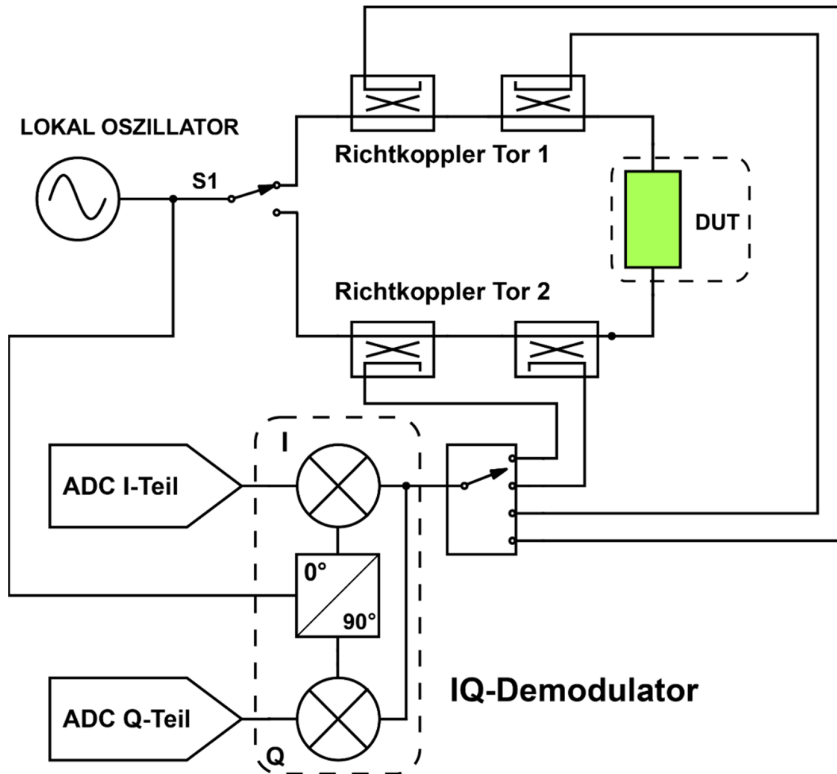 LOKAL OSZILLATOR
S1
Richtkoppler Tor 1
DUT
Richtkoppler Tor 2
I
ADC I-Teil
0°
90°
ADC Q-Teil
Q
IQ-Demodulator